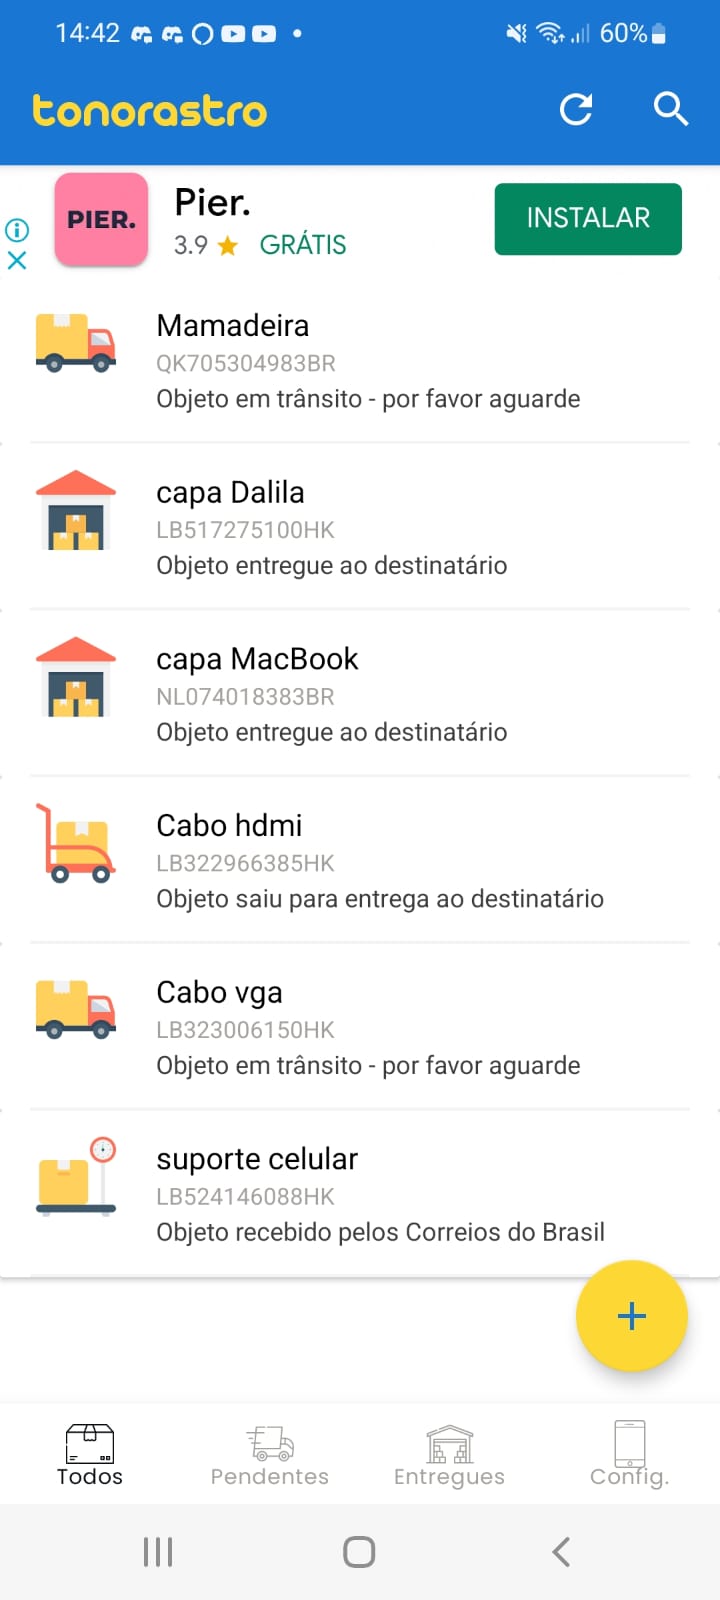 14:42
60%
tonorastro
PIER.
Pier.
3.9 ★ GRÁTIS
INSTALAR
Mamadeira
QK705304983BR
Objeto em trânsito - por favor aguarde
capa Dalila
LB517275100HK
Objeto entregue ao destinatário
capa MacBook
NL074018383BR
Objeto entregue ao destinatário
Cabo hdmi
LB322966385HK
Objeto saiu para entrega ao destinatário
Cabo vga
LB323006150HK
Objeto em trânsito - por favor aguarde
suporte celular
LB524146088HK
Objeto recebido pelos Correios do Brasil
+
Todos
Pendentes
Entregues
Config.